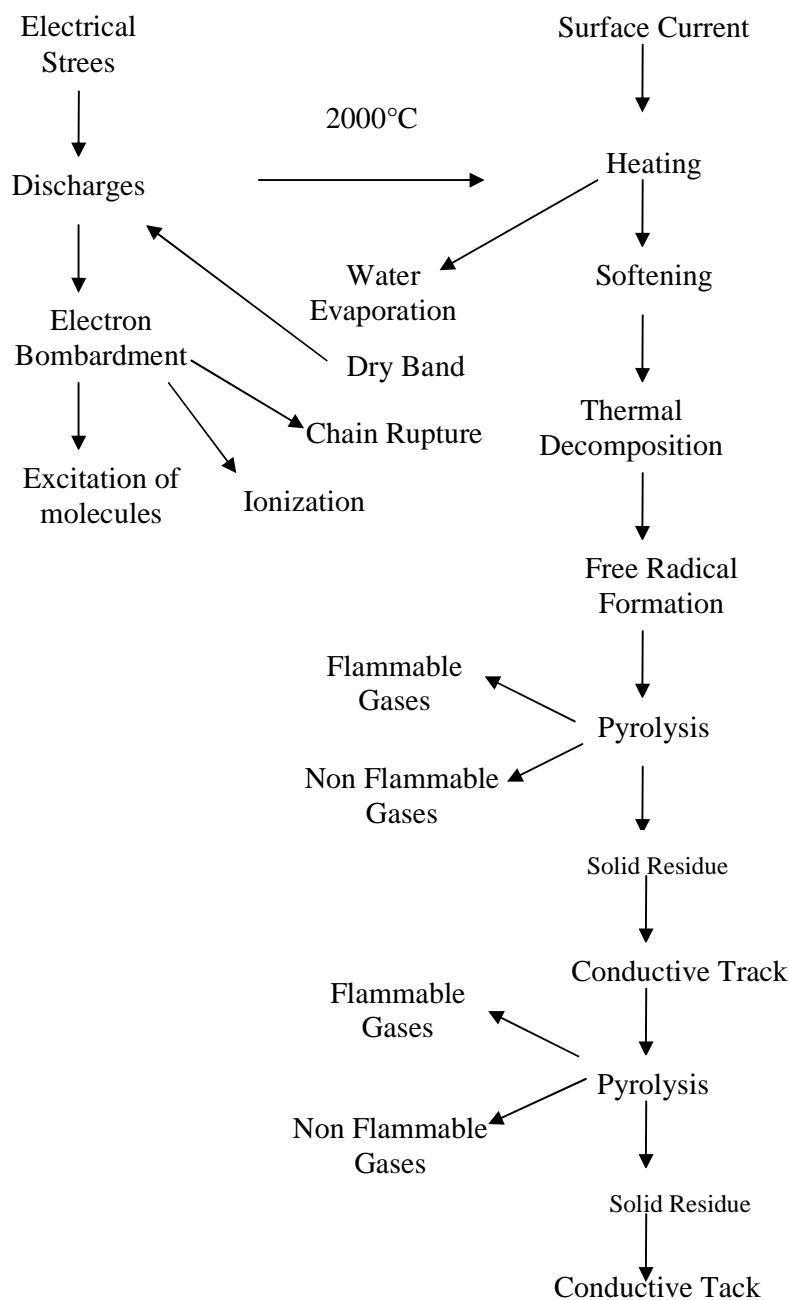 Electrical
Strees
Surface Current
2000°C
Discharges
Heating
Water
Evaporation
Softening
Electron
Bombardment
Dry Band
Chain Rupture
Thermal
Decomposition
Excitation of
molecules
Ionization
Free Radical
Formation
Flammable
Gases
Pyrolysis
Non Flammable
Gases
Solid Residue
Conductive Track
Flammable
Gases
Pyrolysis
Non Flammable
Gases
Solid Residue
Conductive Tack